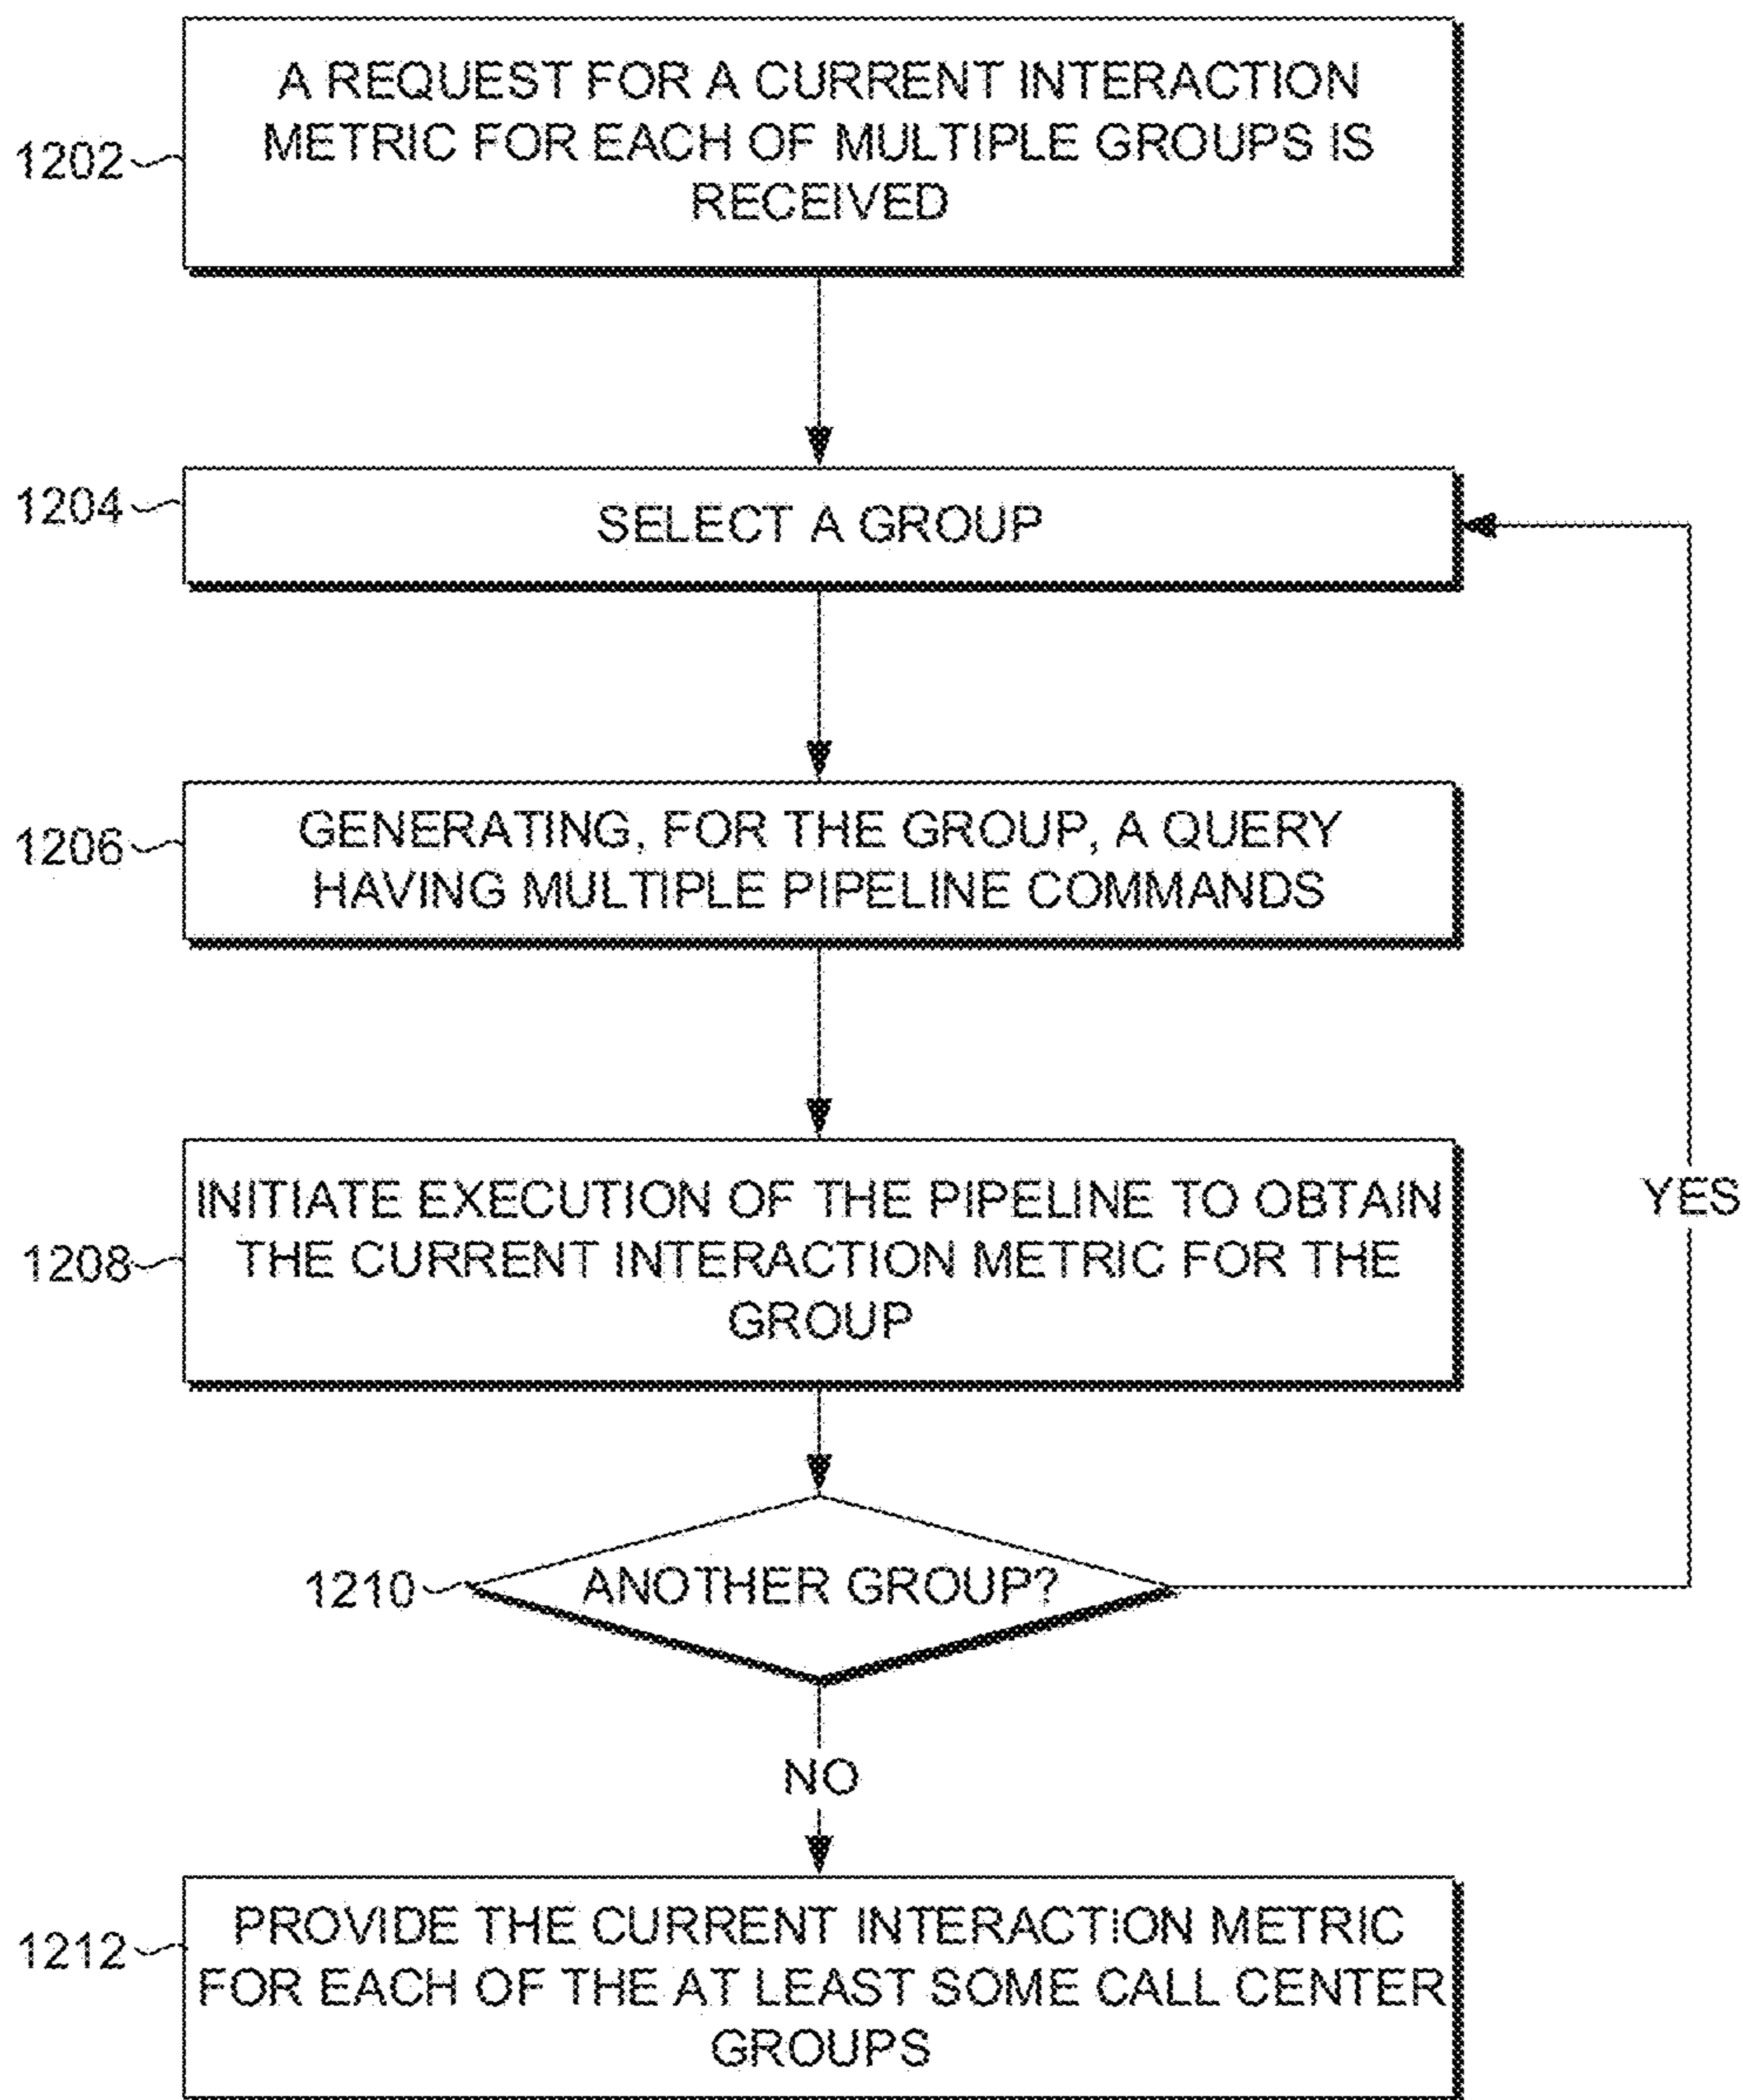 1202
A REQUEST FOR A CURRENT INTERACTION
METRIC FOR EACH OF MULTIPLE GROUPS IS
RECEIVED
1204
SELECT A GROUP
1206
GENERATING, FOR THE GROUP, A QUERY
HAVING MULTIPLE PIPELINE COMMANDS
1208
INITIATE EXECUTION OF THE PIPELINE TO OBTAIN
THE CURRENT INTERACTION METRIC FOR THE
GROUP
YES
1210
ANOTHER GROUP?
NO
1212
PROVIDE THE CURRENT INTERACTION METRIC
FOR EACH OF THE AT LEAST SOME CALL CENTER
GROUPS